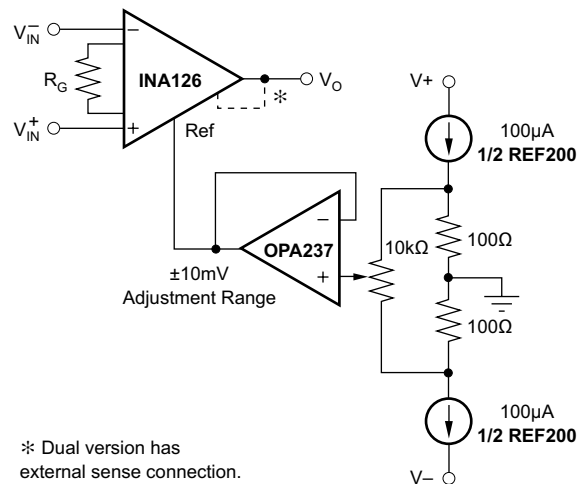 V⁻IN
RG
V⁺IN
−
+
INA126
VO
*
Ref
V+
100µA
1/2 REF200
−
+
OPA237
10kΩ
100Ω
100Ω
±10mV
Adjustment Range
100µA
1/2 REF200
V–
* Dual version has
external sense connection.